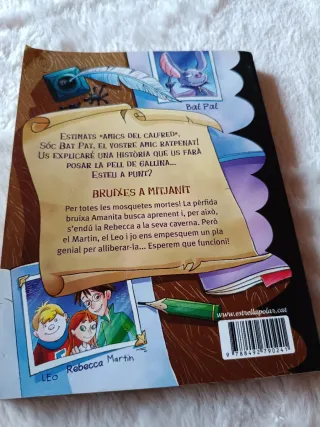 Bat Pat
Estimats «amics del calfred»,
Sóc Bat Pat, el vostre amic ratpenat!
Us explicaré una història que us farà
posar la pell de gallina.
Esteu a punt?
BRUIXES A MITJANIT
Per totes les mosquetes mortes! La pèrfida
bruixa Amanita busca aprenent i, per això,
s'endú la Rebecca a la seva caverna. Però
el Martin, el Leo i jo ens empesquem un pla
genial per alliberar-la... Esperem que funcioni!
www.estrellapolar.cat
9 788492 790241
LEO
Rebecca
Martin